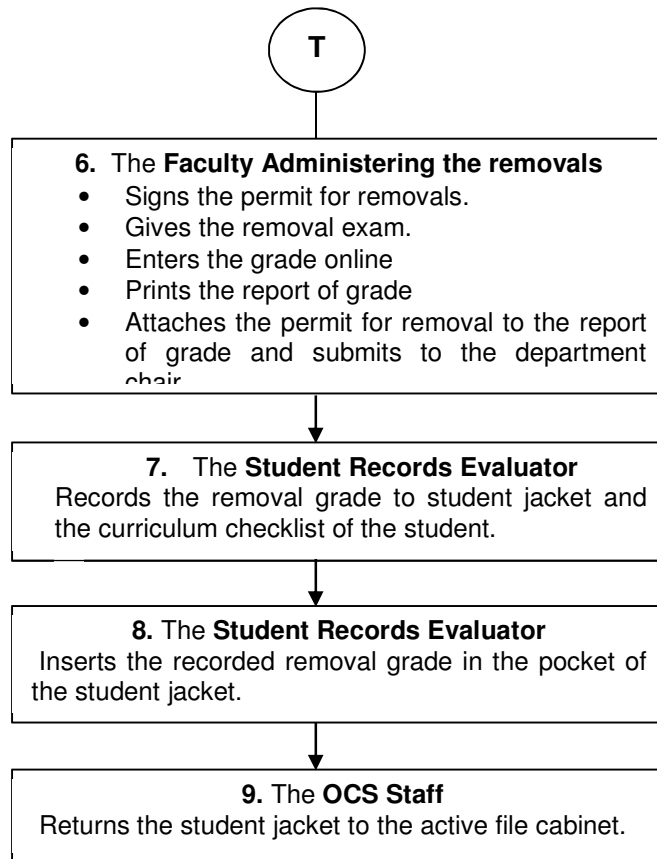 T
6. The Faculty Administering the removals
• Signs the permit for removals.
• Gives the removal exam.
• Enters the grade online
• Prints the report of grade
• Attaches the permit for removal to the report
of grade and submits to the department
chair
7. The Student Records Evaluator
Records the removal grade to student jacket and
the curriculum checklist of the student.
8. The Student Records Evaluator
Inserts the recorded removal grade in the pocket of
the student jacket.
9. The OCS Staff
Returns the student jacket to the active file cabinet.